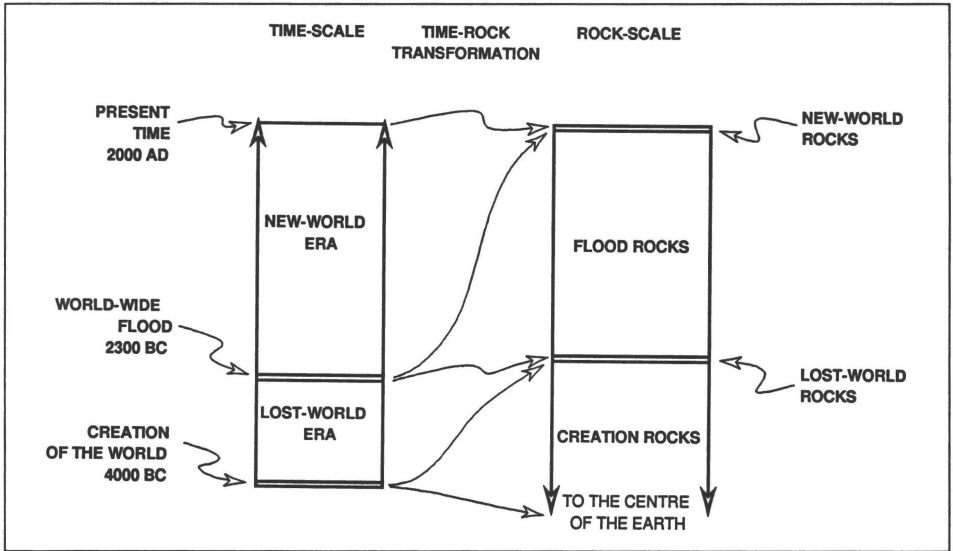 TIME-SCALE
TIME-ROCK
TRANSFORMATION
ROCK-SCALE
PRESENT
TIME
2000 AD
NEW-WORLD
ROCKS
NEW-WORLD
ERA
FLOOD ROCKS
WORLD-WIDE
FLOOD
2300 BC
LOST-WORLD
ROCKS
LOST-WORLD
ERA
CREATION
OF THE WORLD
4000 BC
CREATION ROCKS
TO THE CENTRE
OF THE EARTH